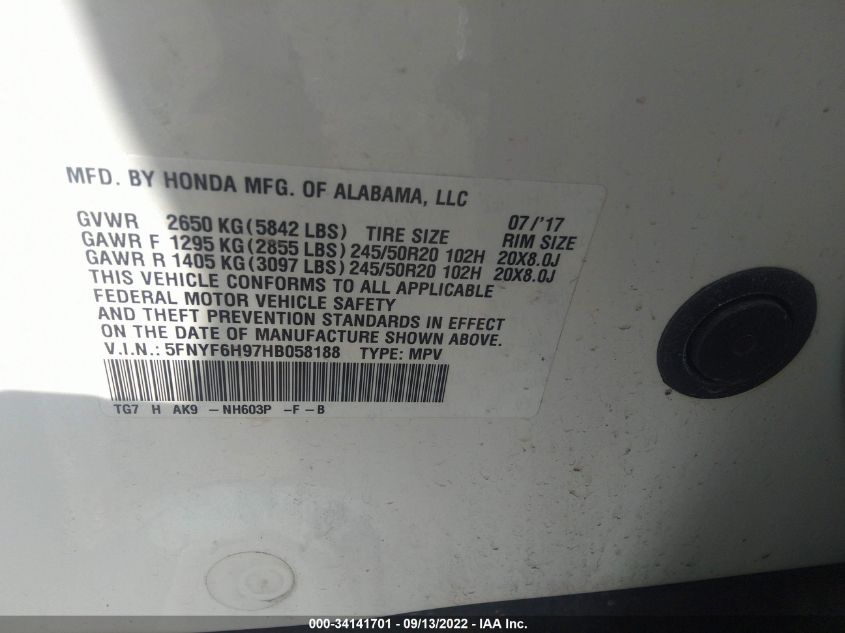 MFD. BY HONDA MFG. OF ALABAMA, LLC
GVWR 2650 KG(5842 LBS) TIRE SIZE 07/'17 RIM SIZE
GAWR F 1295 KG(2855 LBS)245/50R20 102H 20X8.0J
GAWR R 1405 KG(3097 LBS)245/50R20 102H 20X8.0J
THIS VEHICLE CONFORMS TO ALL APPLICABLE
FEDERAL MOTOR VEHICLE SAFETY
AND THEFT PREVENTION STANDARDS IN EFFECT
ON THE DATE OF MANUFACTURE SHOWN ABOVE.
V.I.N.: 5FNYF6H97HB058188 TYPE: MPV
TG7 H AK9 -NH603P -F-B
000-34141701 - 09/13/2022 - IAA Inc.